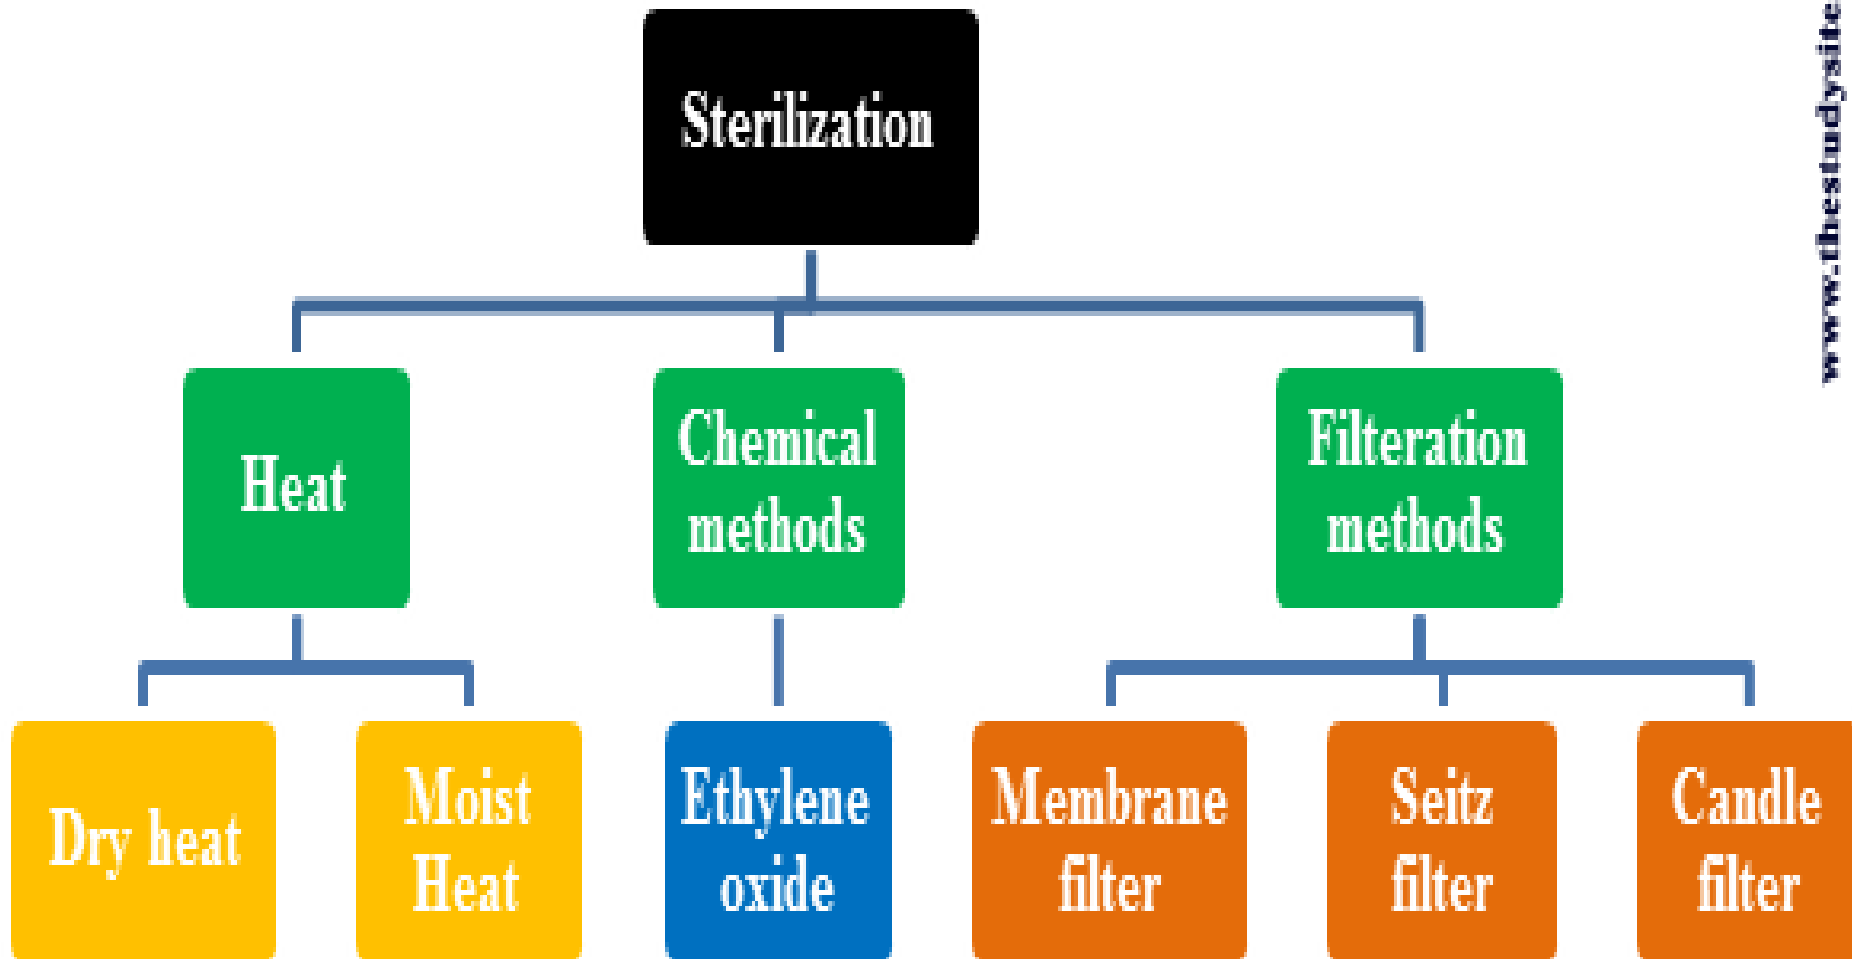 Sterilization
www.thestudysite
Heat
Chemical
methods
Filteration
methods
Dry heat
Moist
Heat
Ethylene
oxide
Membrane
filter
Seitz
filter
Candle
filter